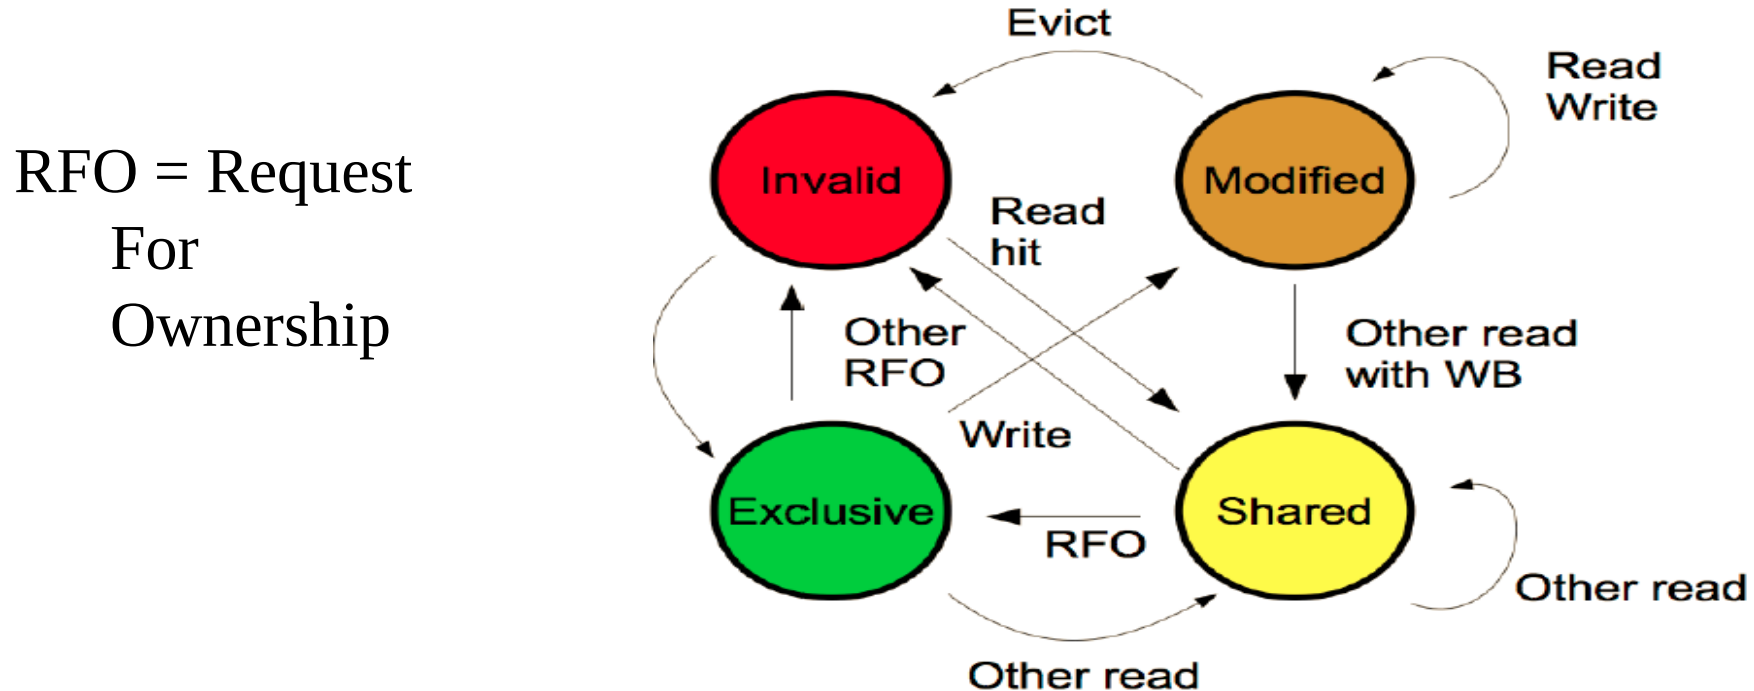 RFO = Request
For
Ownership
Evict
Read
Write
Invalid
Modified
Read
hit
Other
RFO
Other read
with WB
Write
Exclusive
Shared
RFO
Other read
Other read